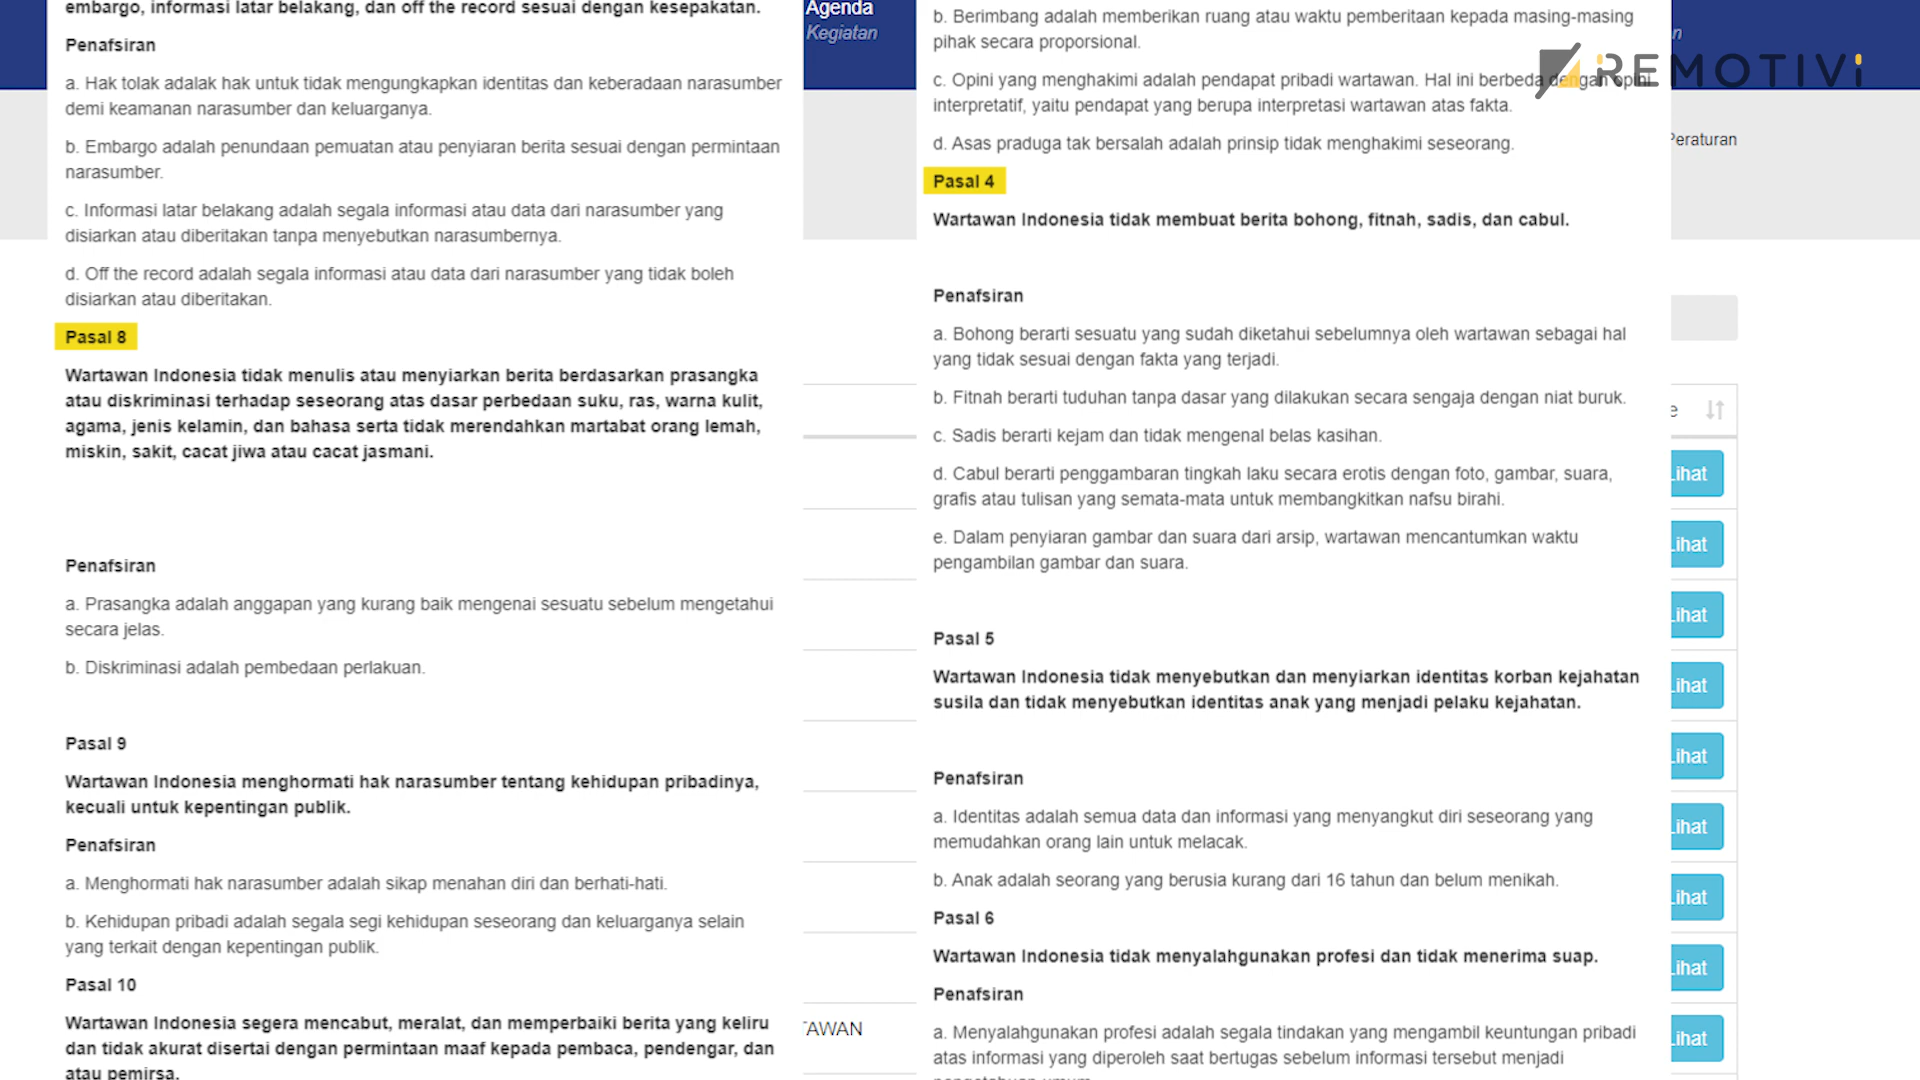 embargo, informasi latar belakang, dan off the record sesuai dengan kesepakatan.
Penafsiran
a. Hak tolak adalak hak untuk tidak mengungkapkan identitas dan keberadaan narasumber
demi keamanan narasumber dan keluarganya.
b. Embargo adalah penundaan pemuatan atau penyiaran berita sesuai dengan permintaan
narasumber.
c. Informasi latar belakang adalah segala informasi atau data dari narasumber yang
disiarkan atau diberitakan tanpa menyebutkan narasumbernya.
d. Off the record adalah segala informasi atau data dari narasumber yang tidak boleh
disiarkan atau diberitakan.
Pasal 8
Wartawan Indonesia tidak menulis atau menyiarkan berita berdasarkan prasangka
atau diskriminasi terhadap seseorang atas dasar perbedaan suku, ras, warna kulit,
agama, jenis kelamin, dan bahasa serta tidak merendahkan martabat orang lemah,
miskin, sakit, cacat jiwa atau cacat jasmani.
Penafsiran
a. Prasangka adalah anggapan yang kurang baik mengenai sesuatu sebelum mengetahui
secara jelas.
b. Diskriminasi adalah pembedaan perlakuan.
Pasal 9
Wartawan Indonesia menghormati hak narasumber tentang kehidupan pribadinya,
kecuali untuk kepentingan publik.
Penafsiran
a. Menghormati hak narasumber adalah sikap menahan diri dan berhati-hati.
b. Kehidupan pribadi adalah segala segi kehidupan seseorang dan keluarganya selain
yang terkait dengan kepentingan publik.
Pasal 10
Wartawan Indonesia segera mencabut, meralat, dan memperbaiki berita yang keliru
dan tidak akurat disertai dengan permintaan maaf kepada pembaca, pendengar, dan
atau pemirsa.
Agenda
Kegiatan
TAWAN
b. Berimbang adalah memberikan ruang atau waktu pemberitaan kepada masing-masing
pihak secara proporsional.
c. Opini yang menghakimi adalah pendapat pribadi wartawan. Hal ini berbeda dengan opini
interpretatif, yaitu pendapat yang berupa interpretasi wartawan atas fakta.
d. Asas praduga tak bersalah adalah prinsip tidak menghakimi seseorang.
Pasal 4
Wartawan Indonesia tidak membuat berita bohong, fitnah, sadis, dan cabul.
Penafsiran
a. Bohong berarti sesuatu yang sudah diketahui sebelumnya oleh wartawan sebagai hal
yang tidak sesuai dengan fakta yang terjadi.
b. Fitnah berarti tuduhan tanpa dasar yang dilakukan secara sengaja dengan niat buruk.
c. Sadis berarti kejam dan tidak mengenal belas kasihan.
d. Cabul berarti penggambaran tingkah laku secara erotis dengan foto, gambar, suara,
grafis atau tulisan yang semata-mata untuk membangkitkan nafsu birahi.
e. Dalam penyiaran gambar dan suara dari arsip, wartawan mencantumkan waktu
pengambilan gambar dan suara.
Pasal 5
Wartawan Indonesia tidak menyebutkan dan menyiarkan identitas korban kejahatan
susila dan tidak menyebutkan identitas anak yang menjadi pelaku kejahatan.
Penafsiran
a. Identitas adalah semua data dan informasi yang menyangkut diri seseorang yang
memudahkan orang lain untuk melacak.
b. Anak adalah seorang yang berusia kurang dari 16 tahun dan belum menikah.
Pasal 6
Wartawan Indonesia tidak menyalahgunakan profesi dan tidak menerima suap.
Penafsiran
a. Menyalahgunakan profesi adalah segala tindakan yang mengambil keuntungan pribadi
atas informasi yang diperoleh saat bertugas sebelum informasi tersebut menjadi
REMOTIVI
n
Peraturan
e
Lihat
Lihat
Lihat
Lihat
Lihat
Lihat
Lihat
Lihat
Lihat